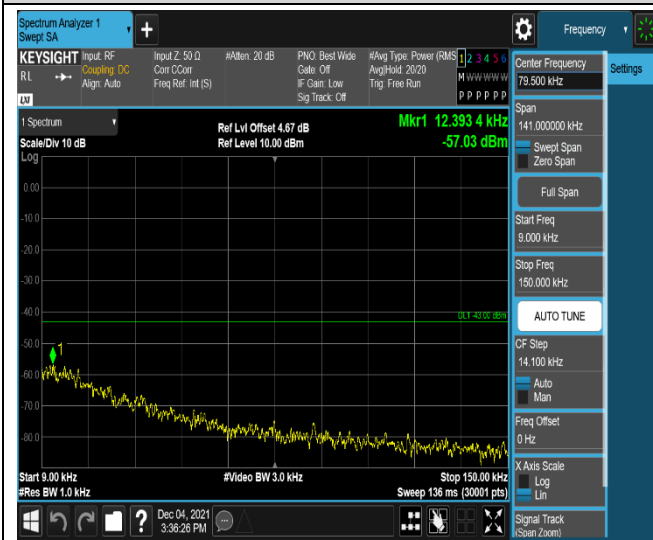 Spectrum Analyzer 1
Swept SA
Frequency
KEYSIGHT
RL
LXI
Input: RF
Coupling: DC
Align: Auto
Input Z: 50 Ω
Corr CCorr
Freq Ref: Int (S)
#Atten: 20 dB
PNO: Best Wide
Gate: Off
IF Gain: Low
Sig Track: Off
#Avg Type: Power (RMS
Avg|Hold: 20/20
Trig: Free Run
1 2 3 4 5 6
M W W W W W
P P P P P P
1 Spectrum
Scale/Div 10 dB
Ref Lvl Offset 4.67 dB
Ref Level 10.00 dBm
Mkr1 12.393 4 kHz
-57.03 dBm
Log
0.00
-10.0
-20.0
-30.0
-40.0
DL1 -43.00 dBm
-50.0
1
-60.0
-70.0
-80.0
Start 9.00 kHz
#Res BW 1.0 kHz
#Video BW 3.0 kHz
Stop 150.00 kHz
Sweep 136 ms (30001 pts)
Dec 04, 2021
3:36:26 PM
?
Center Frequency
79.500 kHz
Settings
Span
141.000000 kHz
Swept Span
Zero Span
Full Span
Start Freq
9.000 kHz
Stop Freq
150.000 kHz
AUTO TUNE
CF Step
14.100 kHz
Auto
Man
Freq Offset
0 Hz
X Axis Scale
Log
Lin
Signal Track
(Span Zoom)